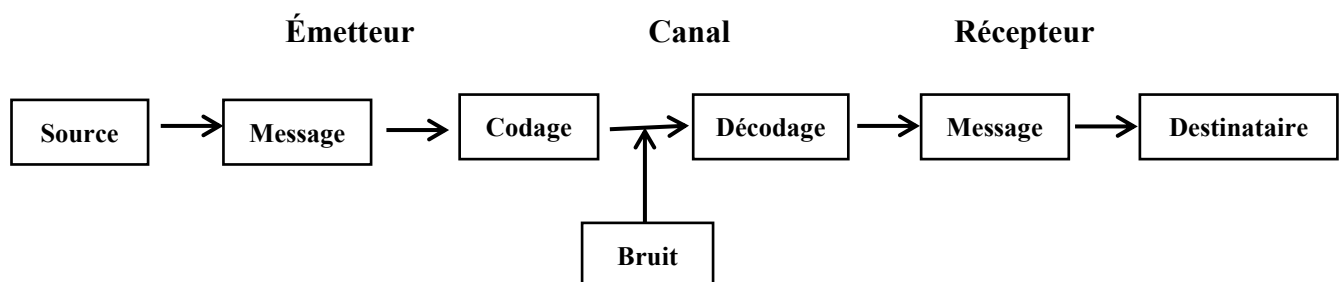 Émetteur Canal Récepteur
Source Message Codage Décodage Message Destinataire
Bruit